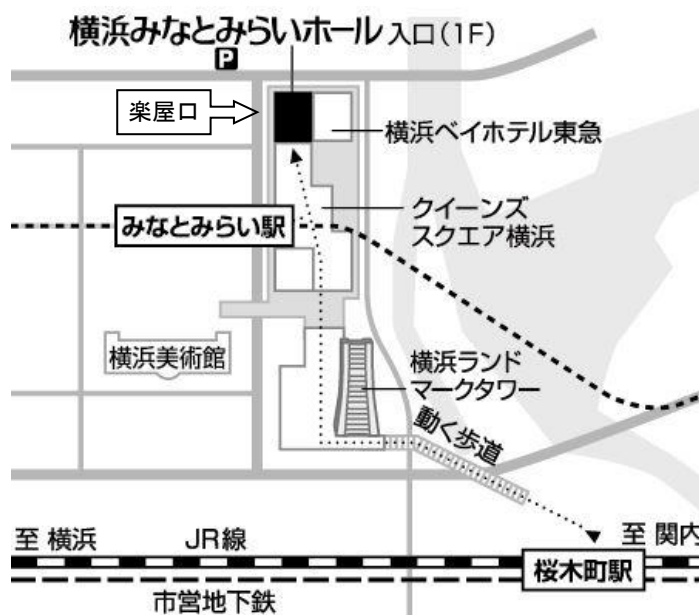 横浜みなとみらいホール 入口(1F)
P
楽屋口
横浜ベイホテル東急
みなとみらい駅
クイーンズ
スクエア横浜
横浜美術館
横浜ランド
マークタワー
動く歩道
至 横浜
JR線
至 関内
桜木町駅
市営地下鉄